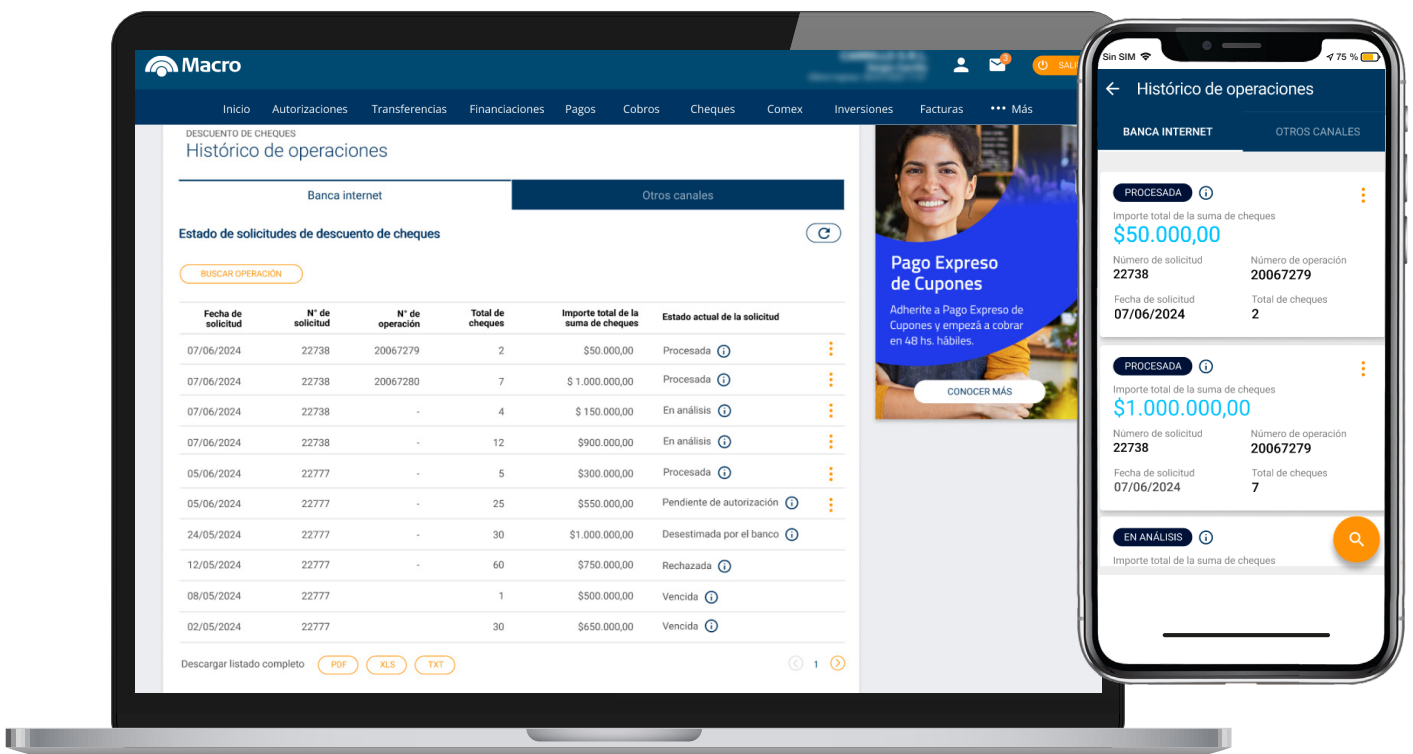 Macro
3
Inicio Autorizaciones Transferencias Financiaciones Pagos Cobros Cheques Comex Inversiones Facturas ••• Más
DESCUENTO DE CHEQUES
Histórico de operaciones
Banca internet Otros canales
Estado de solicitudes de descuento de cheques
BUSCAR OPERACIÓN
Fecha de solicitud N° de solicitud N° de operación Total de cheques Importe total de la suma de cheques Estado actual de la solicitud
07/06/2024 22738 20067279 2 $50.000,00 Procesada
07/06/2024 22738 20067280 7 $ 1.000.000,00 Procesada
07/06/2024 22738 - 4 $ 150.000,00 En análisis
07/06/2024 22738 - 12 $900.000,00 En análisis
05/06/2024 22777 - 5 $300.000,00 Procesada
05/06/2024 22777 - 25 $550.000,00 Pendiente de autorización
24/05/2024 22777 - 30 $1.000.000,00 Desestimada por el banco
12/05/2024 22777 - 60 $750.000,00 Rechazada
08/05/2024 22777 1 $500.000,00 Vencida
02/05/2024 22777 30 $650.000,00 Vencida
Descargar listado completo PDF XLS TXT 1
Pago Expreso
de Cupones
Adherite a Pago Expreso de
Cupones y empezá a cobrar
en 48 hs. hábiles.
CONOCER MÁS
Sin SIM 75 %
Histórico de operaciones
BANCA INTERNET OTROS CANALES
PROCESADA
Importe total de la suma de cheques
$50.000,00
Número de solicitud Número de operación
22738 20067279
Fecha de solicitud Total de cheques
07/06/2024 2
PROCESADA
Importe total de la suma de cheques
$1.000.000,00
Número de solicitud Número de operación
22738 20067279
Fecha de solicitud Total de cheques
07/06/2024 7
EN ANÁLISIS
Importe total de la suma de cheques